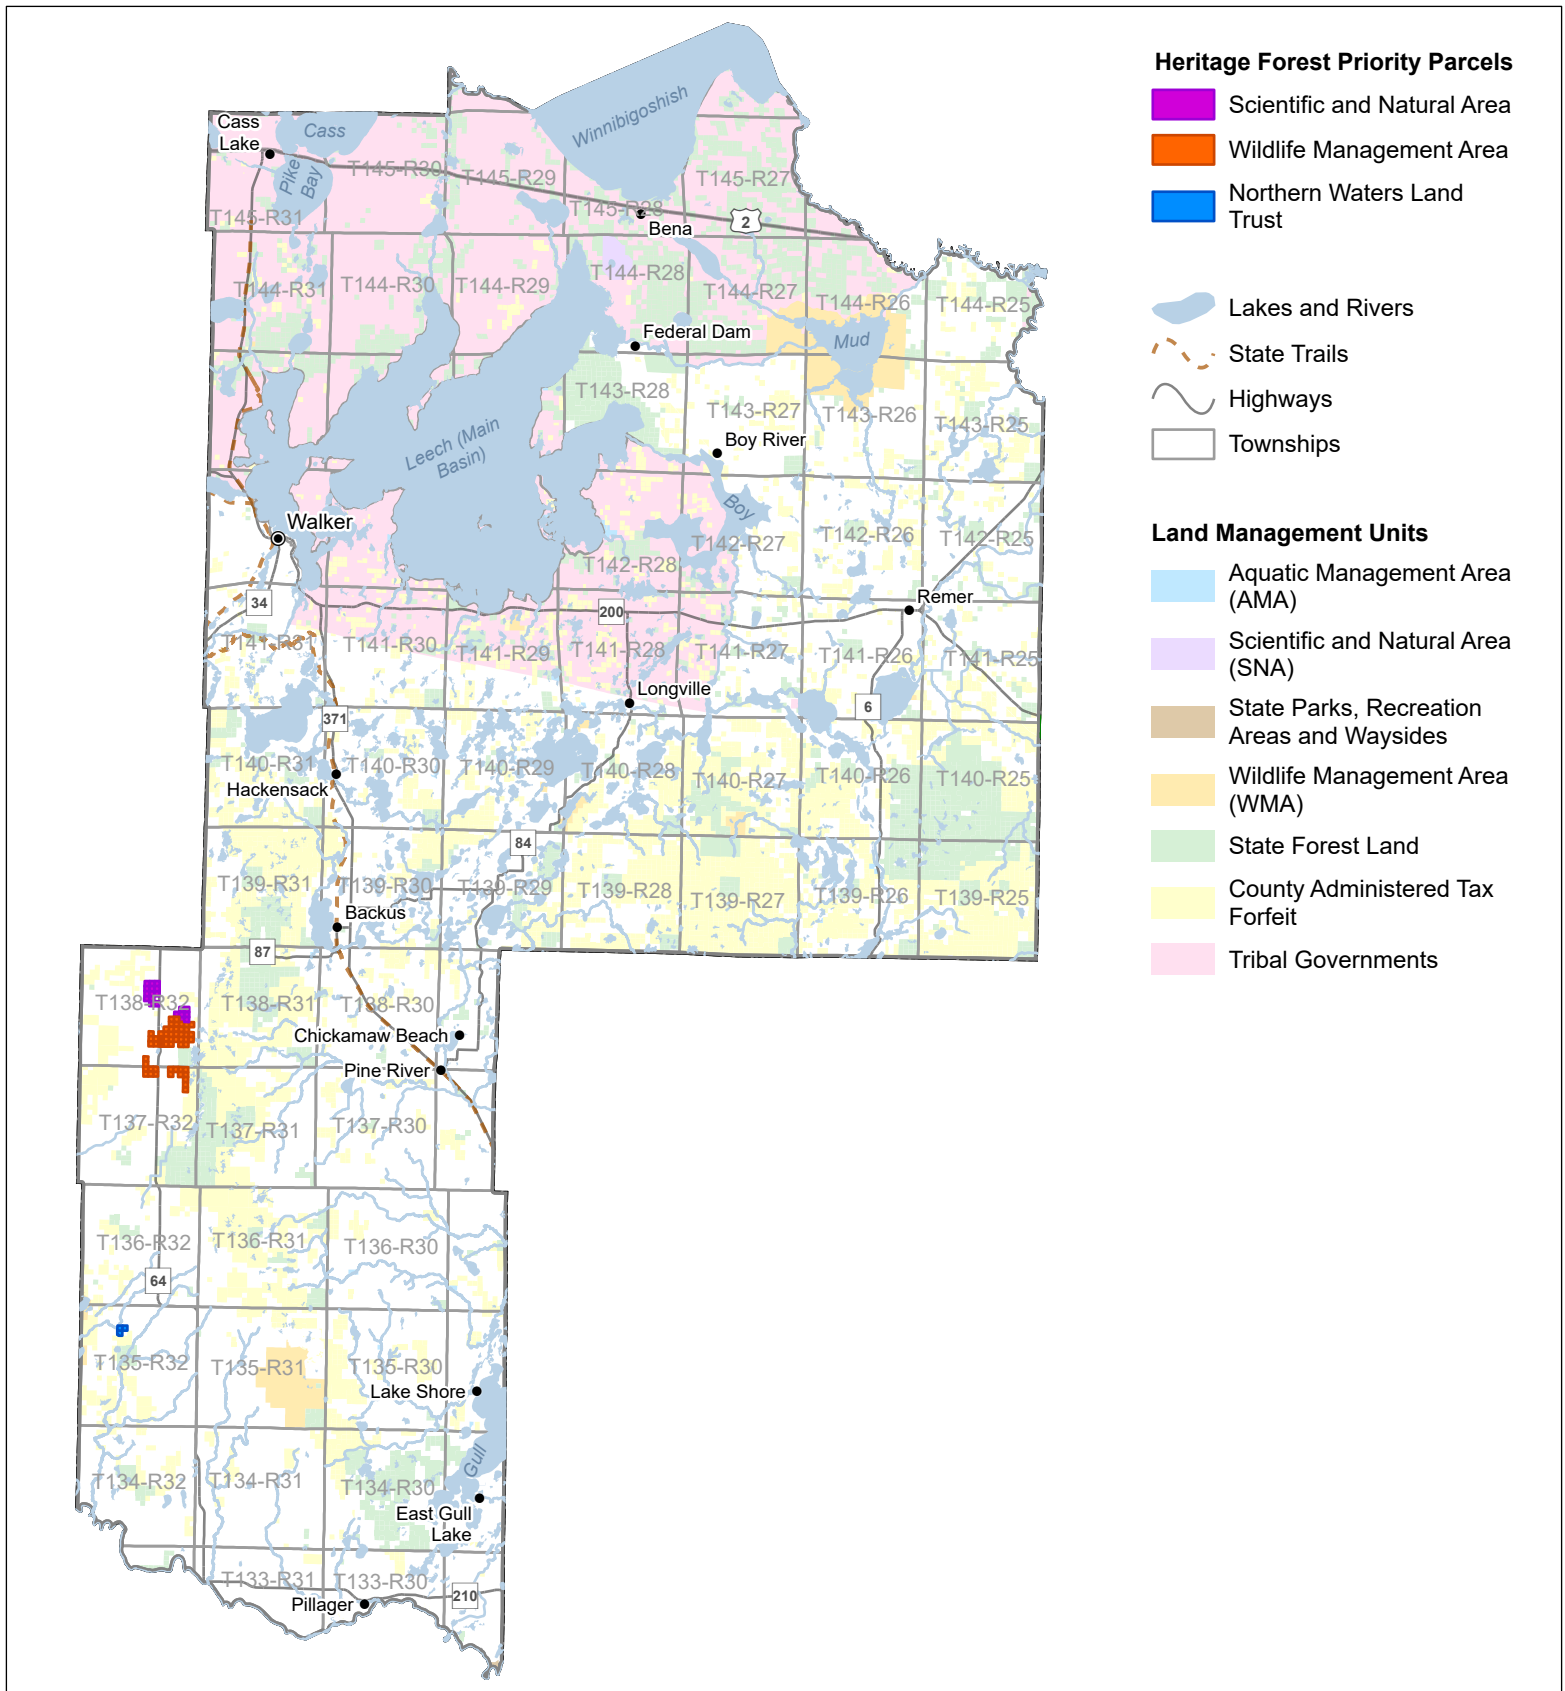 Cass
Lake
Cass
Pike
Bay
Winnibigoshish
T145-R30
T145-R29
T145-R27
T145-R31
T145-R28
Bena
2
T144-R31
T144-R30
T144-R29
T144-R28
T144-R27
T144-R26
T144-R25
Federal Dam
Mud
T143-R28
T143-R27
T143-R26
T143-R25
Leech (Main
Basin)
Boy River
Boy
Walker
T142-R28
T142-R27
T142-R26
T142-R25
34
200
Remer
T141-R31
T141-R30
T141-R29
T141-R28
T141-R27
T141-R26
T141-R25
Longville
371
6
T140-R31
T140-R30
T140-R29
T140-R28
T140-R27
T140-R26
T140-R25
Hackensack
84
T139-R31
T139-R30
T139-R29
T139-R28
T139-R27
T139-R26
T139-R25
Backus
87
T138-R32
T138-R31
T138-R30
Chickamaw Beach
Pine River
T137-R32
T137-R31
T137-R30
T136-R32
T136-R31
T136-R30
64
T135-R32
T135-R31
T135-R30
Lake Shore
Gull
T134-R32
T134-R31
T134-R30
East Gull
Lake
T133-R31
T133-R30
210
Pillager
Heritage Forest Priority Parcels
Scientific and Natural Area
Wildlife Management Area
Northern Waters Land
Trust
Lakes and Rivers
State Trails
Highways
Townships
Land Management Units
Aquatic Management Area
(AMA)
Scientific and Natural Area
(SNA)
State Parks, Recreation
Areas and Waysides
Wildlife Management Area
(WMA)
State Forest Land
County Administered Tax
Forfeit
Tribal Governments